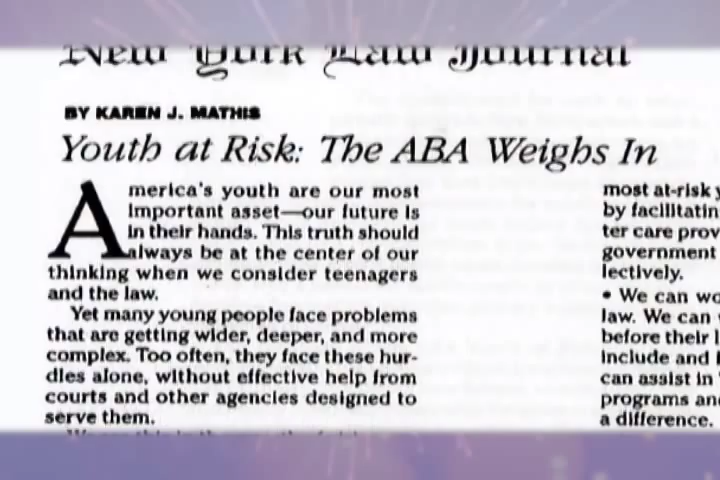 New York Law Journal
BY KAREN J. MATHIS
Youth at Risk: The ABA Weighs In
America's youth are our most
important asset—our future is
in their hands. This truth should
always be at the center of our
thinking when we consider teenagers
and the law.
Yet many young people face problems
that are getting wider, deeper, and more
complex. Too often, they face these hur-
dles alone, without effective help from
courts and other agencies designed to
serve them.
most at-risk
by facilitatin
ter care prov
government
lectively.
• We can wo
law. We can
before their
include and
can assist in
programs an
a difference.